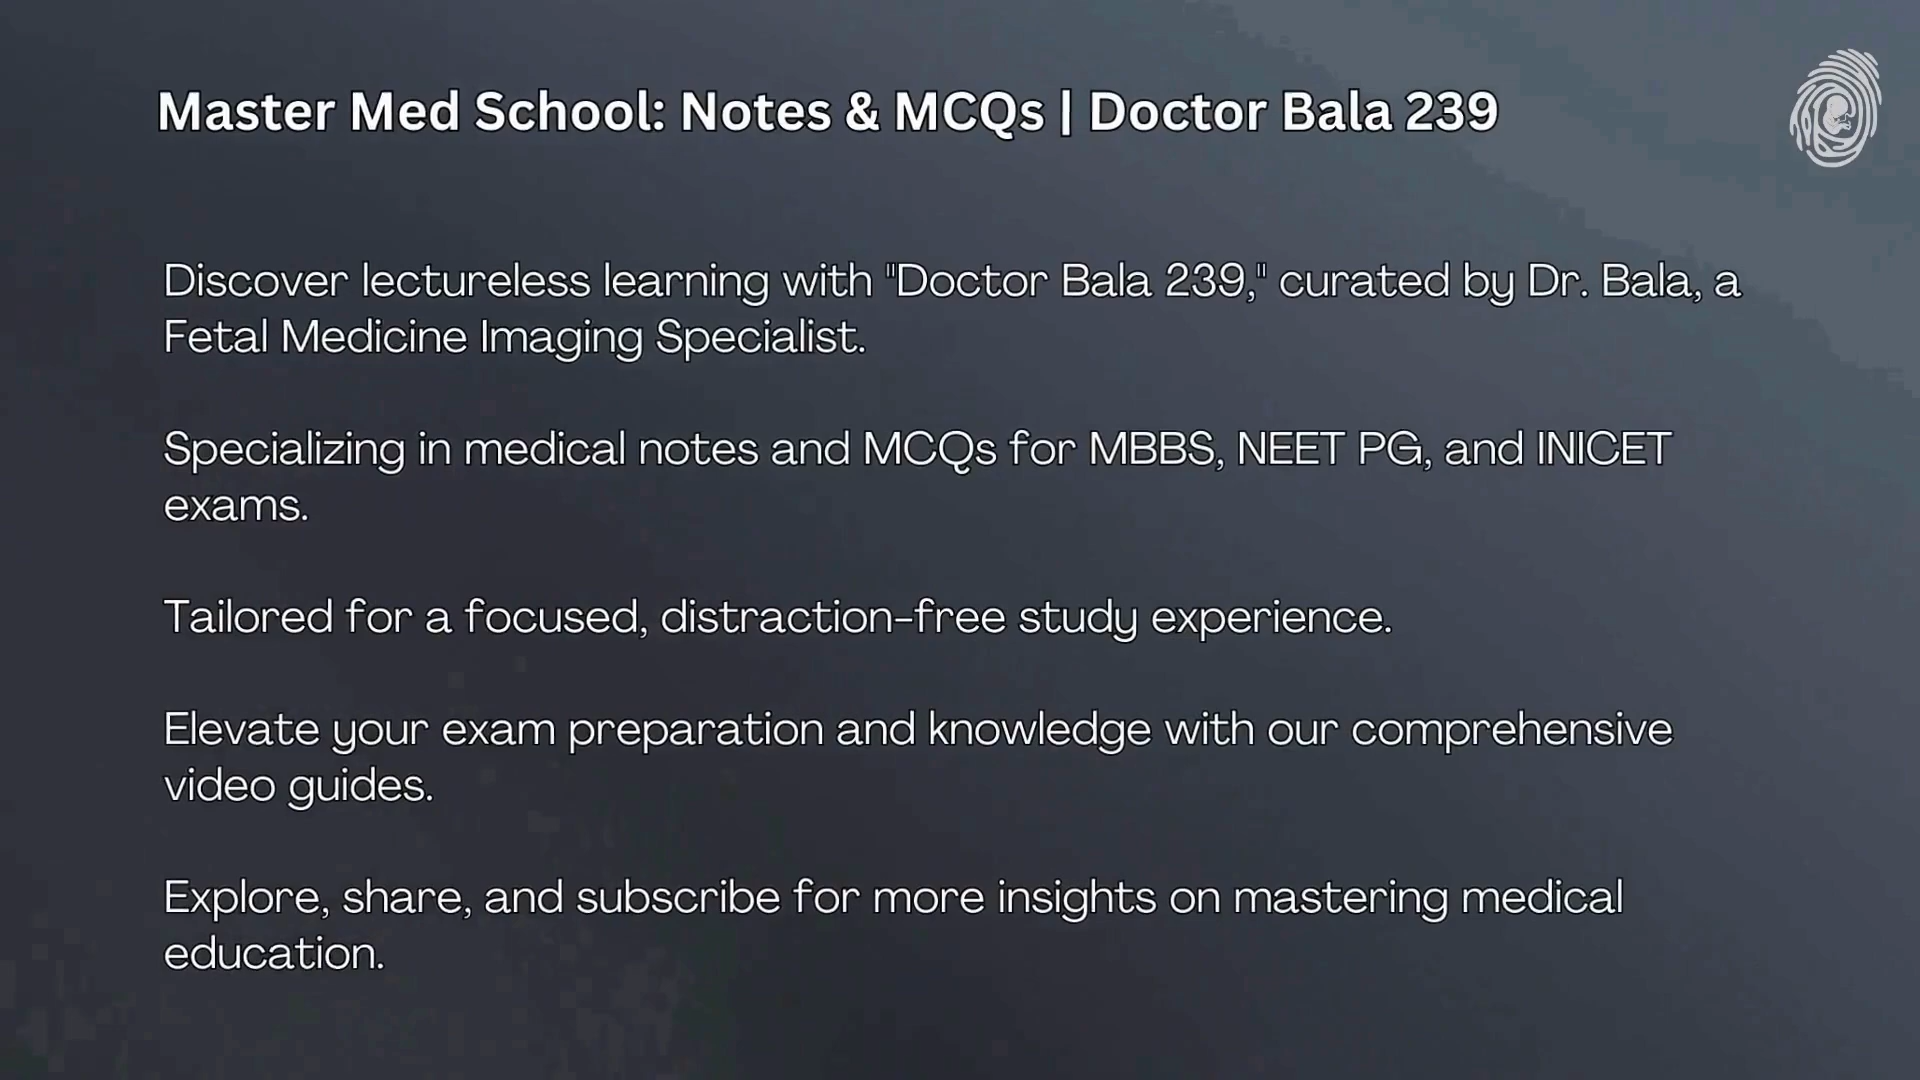 Master Med School: Notes & MCQs | Doctor Bala 239
Discover lectureless learning with "Doctor Bala 239," curated by Dr. Bala, a
Fetal Medicine Imaging Specialist.
Specializing in medical notes and MCQs for MBBS, NEET PG, and INICET
exams.
Tailored for a focused, distraction-free study experience.
Elevate your exam preparation and knowledge with our comprehensive
video guides.
Explore, share, and subscribe for more insights on mastering medical
education.